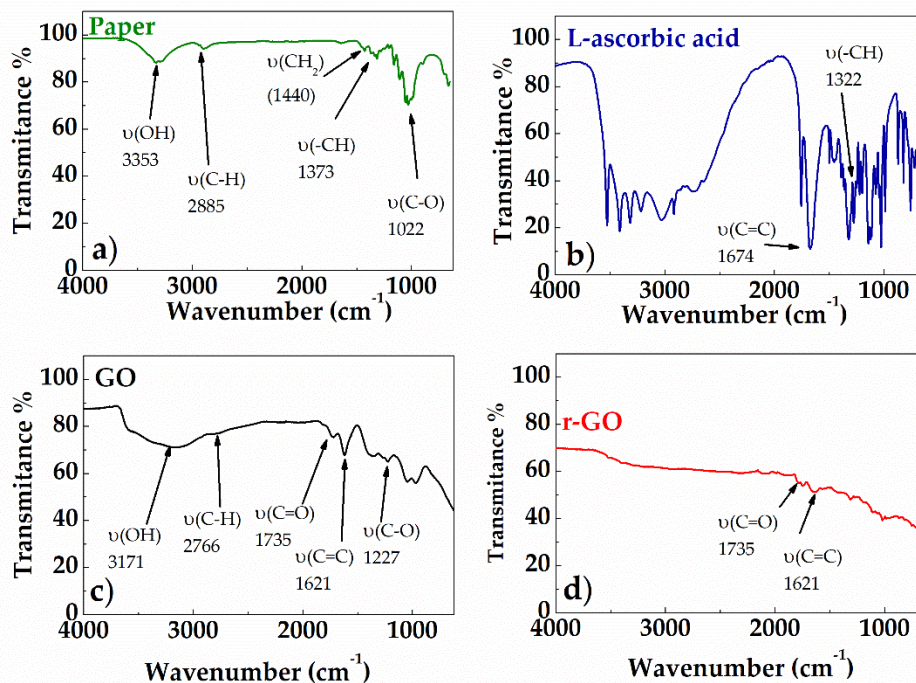 Paper
100
80
60
40
20
0
Transmitance %
υ(OH)
3353
υ(C-H)
2885
υ(CH2)
(1440)
υ(-CH)
1373
υ(C-O)
1022
a)
4000 3000 2000 1000
Wavenumber (cm-1)
L-ascorbic acid
100
80
60
40
20
0
Transmitance %
υ(-CH)
1322
υ(C=C)
1674
b)
4000 3000 2000 1000
Wavenumber (cm-1)
GO
100
80
60
40
20
0
Transmitance %
υ(OH)
3171
υ(C-H)
2766
υ(C=O)
1735
υ(C=C)
1621
υ(C-O)
1227
c)
4000 3000 2000 1000
Wavenumber (cm-1)
r-GO
100
80
60
40
20
0
Transmitance %
υ(C=O)
1735
υ(C=C)
1621
d)
4000 3000 2000 1000
Wavenumber (cm-1)